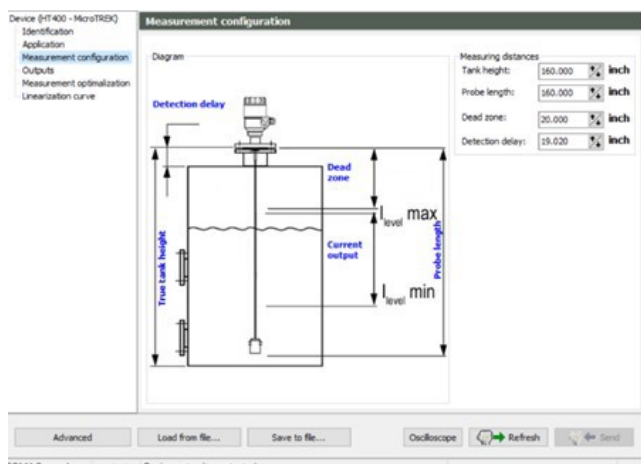 Device (HT400 - MicroTREK)
Identification
Application
Measurement configuration
Outputs
Measurement optimalization
Linearization curve
Measurement configuration
Diagram
Detection delay
Dead
zone
I level max
Current
output
I level min
True tank height
Probe length
Measuring distances
Tank height: 160.000 inch
Probe length: 160.000 inch
Dead zone: 20.000 inch
Detection delay: 19.020 inch
Advanced
Load from file...
Save to file...
Oscilloscope
Refresh
Send